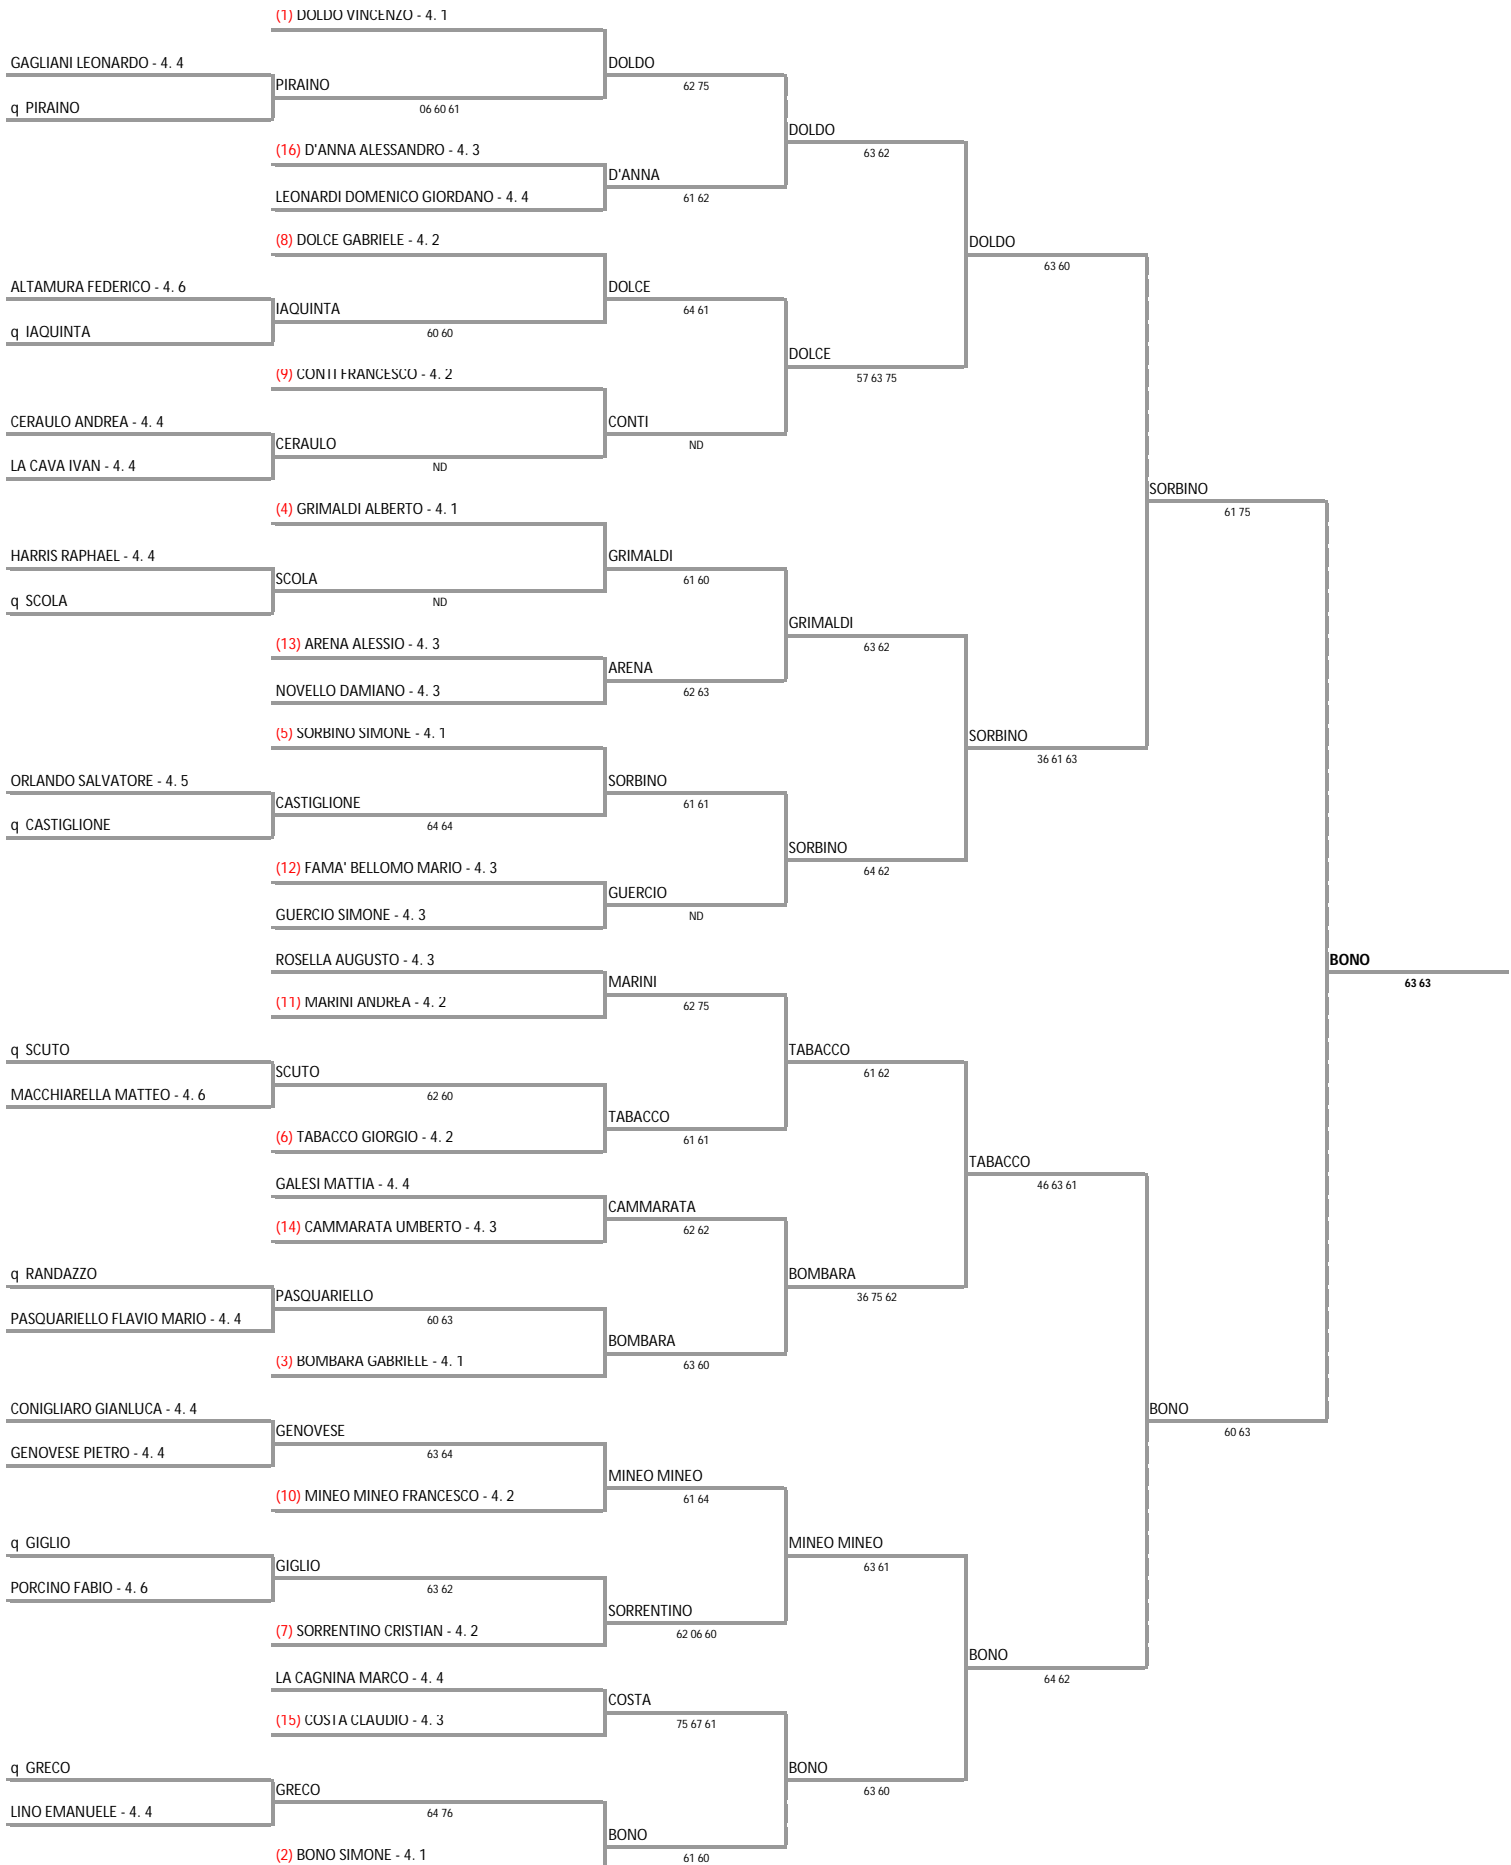 (1) DOLDO VINCENZO - 4. 1
GAGLIANI LEONARDO - 4. 4
DOLDO
PIRAINO
62 75
q PIRAINO
06 60 61
DOLDO
(16) D'ANNA ALESSANDRO - 4. 3
63 62
D'ANNA
LEONARDI DOMENICO GIORDANO - 4. 4
61 62
(8) DOLCE GABRIELE - 4. 2
DOLDO
63 60
ALTAMURA FEDERICO - 4. 6
DOLCE
IAQUINTA
64 61
q IAQUINTA
60 60
DOLCE
(9) CONTI FRANCESCO - 4. 2
57 63 75
CERAULO ANDREA - 4. 4
CONTI
CERAULO
ND
LA CAVA IVAN - 4. 4
ND
SORBINO
(4) GRIMALDI ALBERTO - 4. 1
61 75
HARRIS RAPHAEL - 4. 4
GRIMALDI
SCOLA
61 60
q SCOLA
ND
GRIMALDI
(13) ARENA ALESSIO - 4. 3
63 62
ARENA
NOVELLO DAMIANO - 4. 3
62 63
(5) SORBINO SIMONE - 4. 1
SORBINO
36 61 63
ORLANDO SALVATORE - 4. 5
SORBINO
CASTIGLIONE
61 61
q CASTIGLIONE
64 64
SORBINO
(12) FAMA' BELLOMO MARIO - 4. 3
64 62
GUERCIO
GUERCIO SIMONE - 4. 3
ND
ROSELLA AUGUSTO - 4. 3
BONO
MARINI
63 63
(11) MARINI ANDREA - 4. 2
62 75
q SCUTO
TABACCO
SCUTO
61 62
MACCHIARELLA MATTEO - 4. 6
62 60
TABACCO
(6) TABACCO GIORGIO - 4. 2
61 61
TABACCO
GALESI MATTIA - 4. 4
46 63 61
CAMMARATA
(14) CAMMARATA UMBERTO - 4. 3
62 62
q RANDAZZO
BOMBARA
PASQUARIELLO
36 75 62
PASQUARIELLO FLAVIO MARIO - 4. 4
60 63
BOMBARA
(3) BOMBARA GABRIELE - 4. 1
63 60
CONIGLIARO GIANLUCA - 4. 4
BONO
GENOVESE
60 63
GENOVESE PIETRO - 4. 4
63 64
MINEO MINEO
(10) MINEO MINEO FRANCESCO - 4. 2
61 64
q GIGLIO
MINEO MINEO
GIGLIO
63 61
PORCINO FABIO - 4. 6
63 62
SORRENTINO
(7) SORRENTINO CRISTIAN - 4. 2
62 06 60
BONO
LA CAGNINA MARCO - 4. 4
64 62
COSTA
(15) COSTA CLAUDIO - 4. 3
75 67 61
q GRECO
BONO
GRECO
63 60
LINO EMANUELE - 4. 4
64 76
BONO
(2) BONO SIMONE - 4. 1
61 60